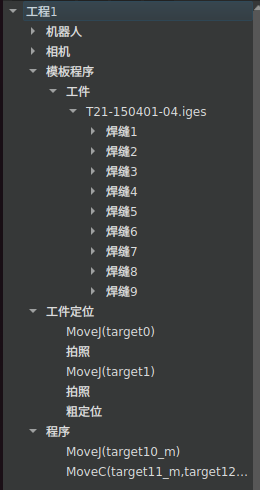 工程1
机器人
相机
模板程序
工件
T21-150401-04.iges
焊缝1
焊缝2
焊缝3
焊缝4
焊缝5
焊缝6
焊缝7
焊缝8
焊缝9
工件定位
MoveJ(target0)
拍照
MoveJ(target1)
拍照
粗定位
程序
MoveJ(target10_m)
MoveC(target11_m,target12...